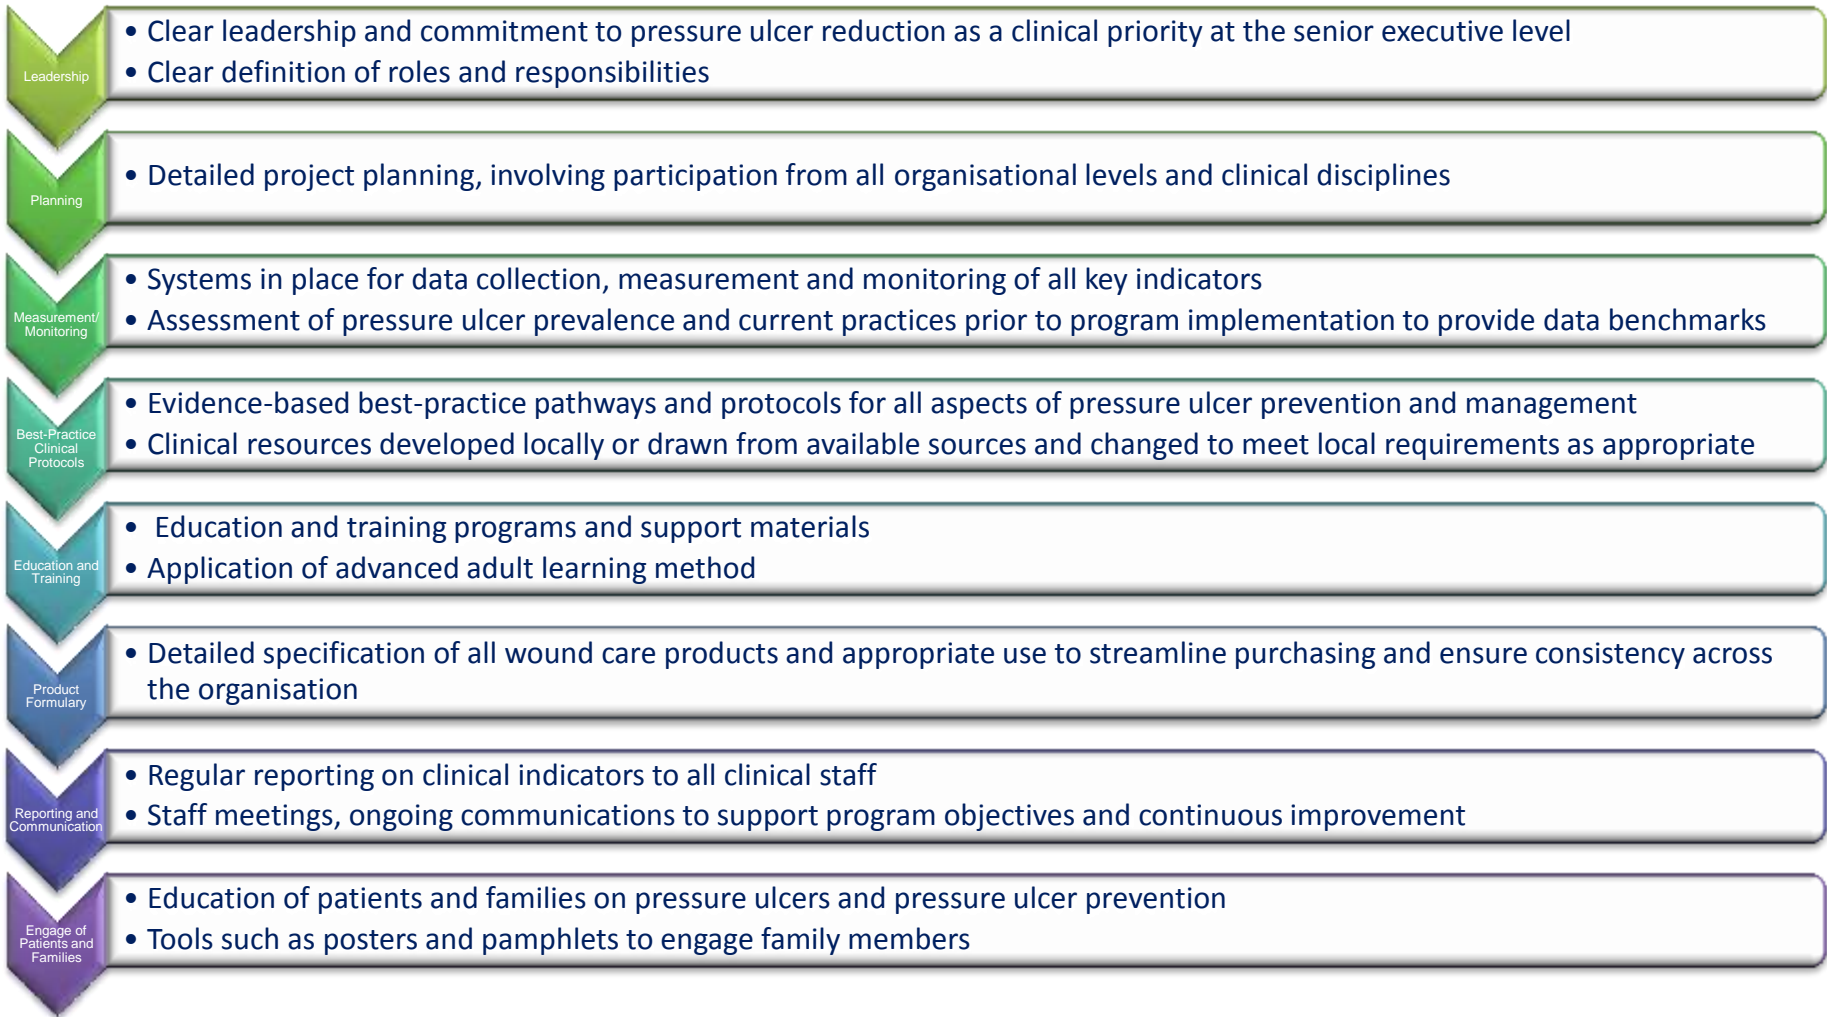 Leadership
• Clear leadership and commitment to pressure ulcer reduction as a clinical priority at the senior executive level
• Clear definition of roles and responsibilities
Planning
• Detailed project planning, involving participation from all organisational levels and clinical disciplines
Measurement/
Monitoring
• Systems in place for data collection, measurement and monitoring of all key indicators
• Assessment of pressure ulcer prevalence and current practices prior to program implementation to provide data benchmarks
Best-Practice
Clinical
Protocols
• Evidence-based best-practice pathways and protocols for all aspects of pressure ulcer prevention and management
• Clinical resources developed locally or drawn from available sources and changed to meet local requirements as appropriate
Education and
Training
• Education and training programs and support materials
• Application of advanced adult learning method
Product
Formulary
• Detailed specification of all wound care products and appropriate use to streamline purchasing and ensure consistency across
the organisation
Reporting and
Communication
• Regular reporting on clinical indicators to all clinical staff
• Staff meetings, ongoing communications to support program objectives and continuous improvement
Engage of
Patients and
Families
• Education of patients and families on pressure ulcers and pressure ulcer prevention
• Tools such as posters and pamphlets to engage family members